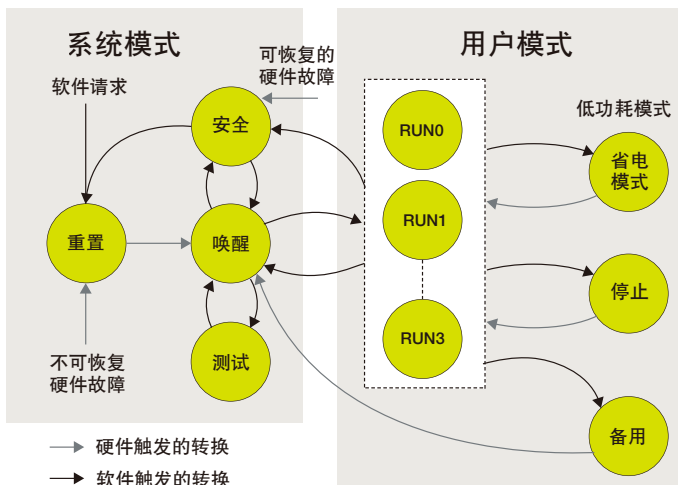 系统模式
用户模式
可恢复的
硬件故障
软件请求
安全
RUN0
低功耗模式
省电
模式
重置
唤醒
RUN1
停止
RUN3
不可恢复
硬件故障
测试
备用
硬件触发的转换
软件触发的转换